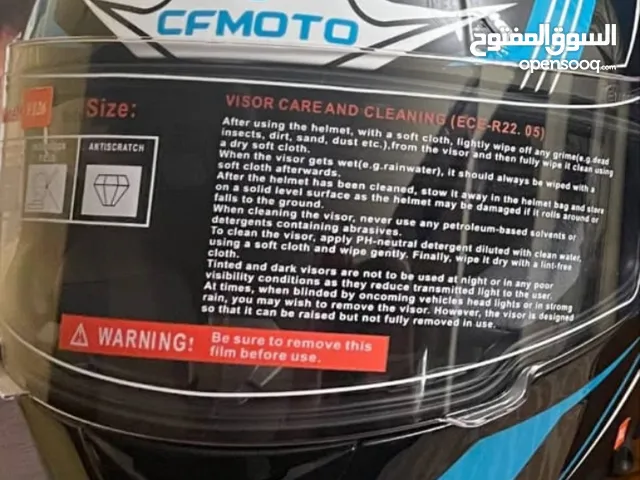 CFMOTO
السوق المفتوح
opensooq.com
Size:
ANTISCRATCH
VISOR CARE AND CLEANING (ECE-R22. 05)
After using the helmet, with a soft cloth, lightly wipe off any grime(e.g.dead
insects, dirt, sand, dust etc.),from the visor and then fully wipe it clean using
a dry soft cloth.
When the visor gets wet(e.g.rainwater), it should always be wiped with a
soft cloth afterwards.
After the helmet has been cleaned, stow it away in the helmet bag and store
on a solid level surface as the helmet may be damaged if it rolls around or
falls to the ground.
When cleaning the visor, never use any petroleum-based solvents or
detergents containing abrasives.
To clean the visor, apply PH-neutral detergent diluted with clean water,
using a soft cloth and wipe gently. Finally, wipe it dry with a lint-free
cloth.
Tinted and dark visors are not to be used at night or in any poor
visibility conditions as they reduce transmitted light to the user.
At times, when blinded by oncoming vehicles head lights or in strong
rain, you may wish to remove the visor. However, the visor is designed
so that it can be raised but not fully removed in use.
WARNING!
Be sure to remove this
film before use.